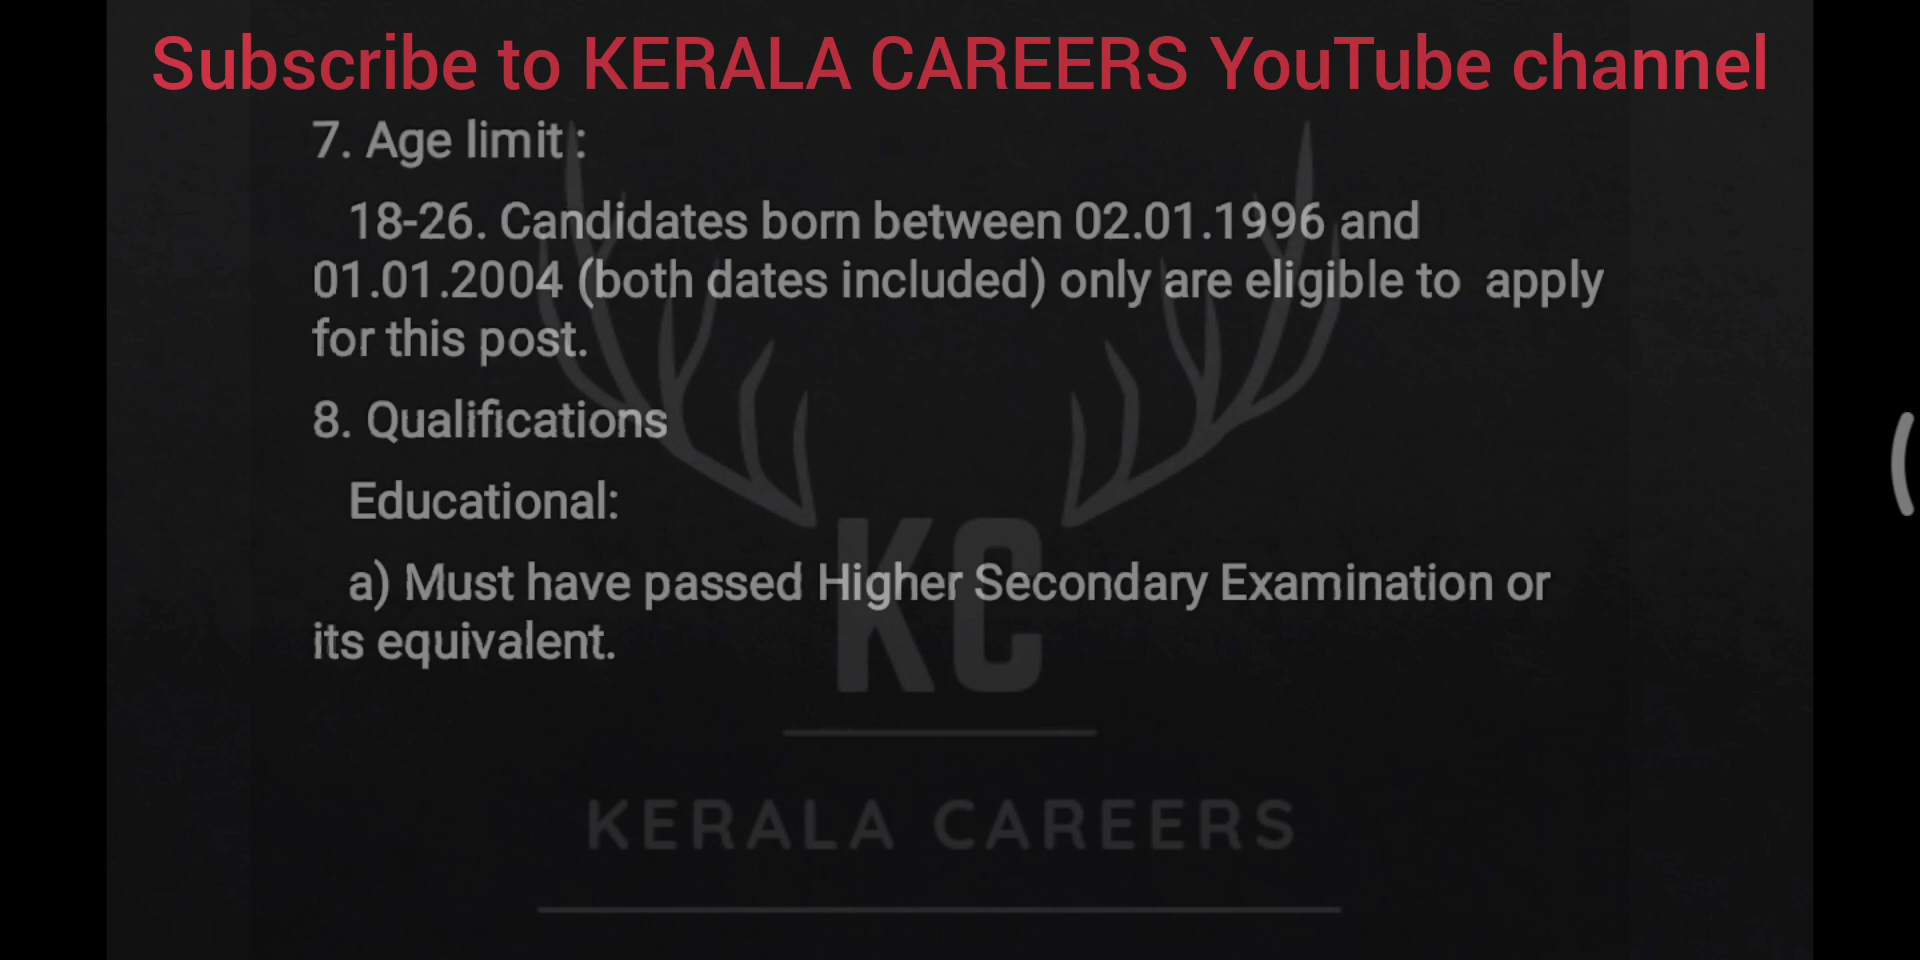 Subscribe to KERALA CAREERS YouTube channel
7. Age limit :
18-26. Candidates born between 02.01.1996 and
01.01.2004 (both dates included) only are eligible to  apply
for this post.
8. Qualifications
Educational:
a) Must have passed Higher Secondary Examination or
its equivalent.
KC
KERALA CAREERS